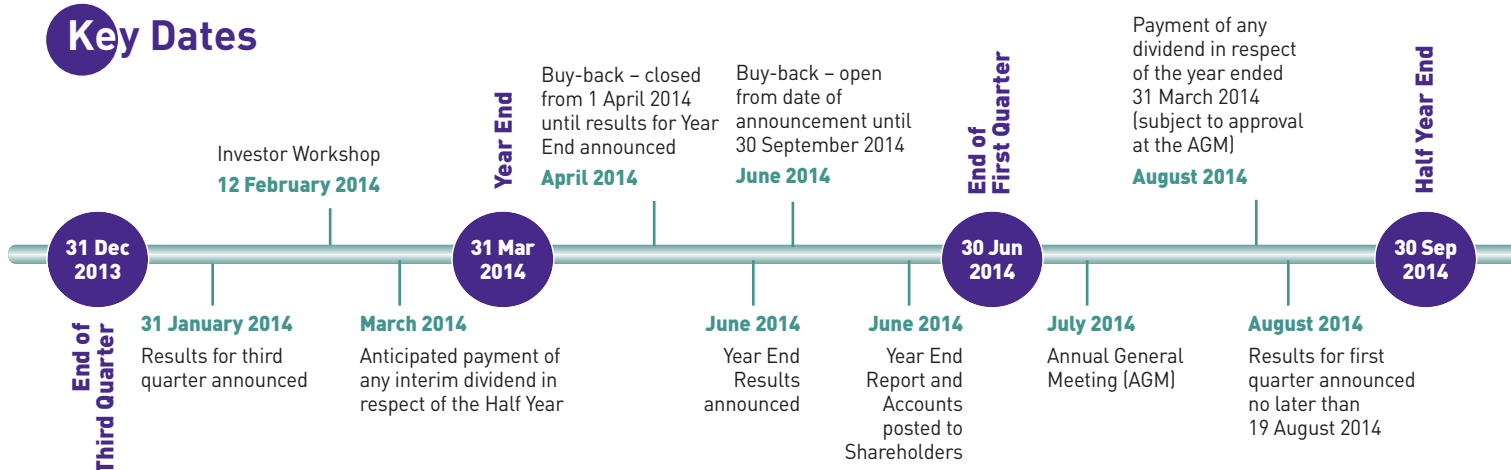 Key Dates
31 Dec
2013
End of
Third Quarter
31 January 2014
Results for third
quarter announced
Investor Workshop
12 February 2014
March 2014
Anticipated payment of
any interim dividend in
respect of the Half Year
31 Mar
2014
Year End
Buy-back – closed
from 1 April 2014
until results for Year
End announced
April 2014
June 2014
Year End
Results
announced
Buy-back – open
from date of
announcement until
30 September 2014
June 2014
June 2014
Year End
Report and
Accounts
posted to
Shareholders
End of
First Quarter
30 Jun
2014
July 2014
Annual General
Meeting (AGM)
Payment of any
dividend in respect
of the year ended
31 March 2014
(subject to approval
at the AGM)
August 2014
August 2014
Results for first
quarter announced
no later than
19 August 2014
Half Year End
30 Sep
2014